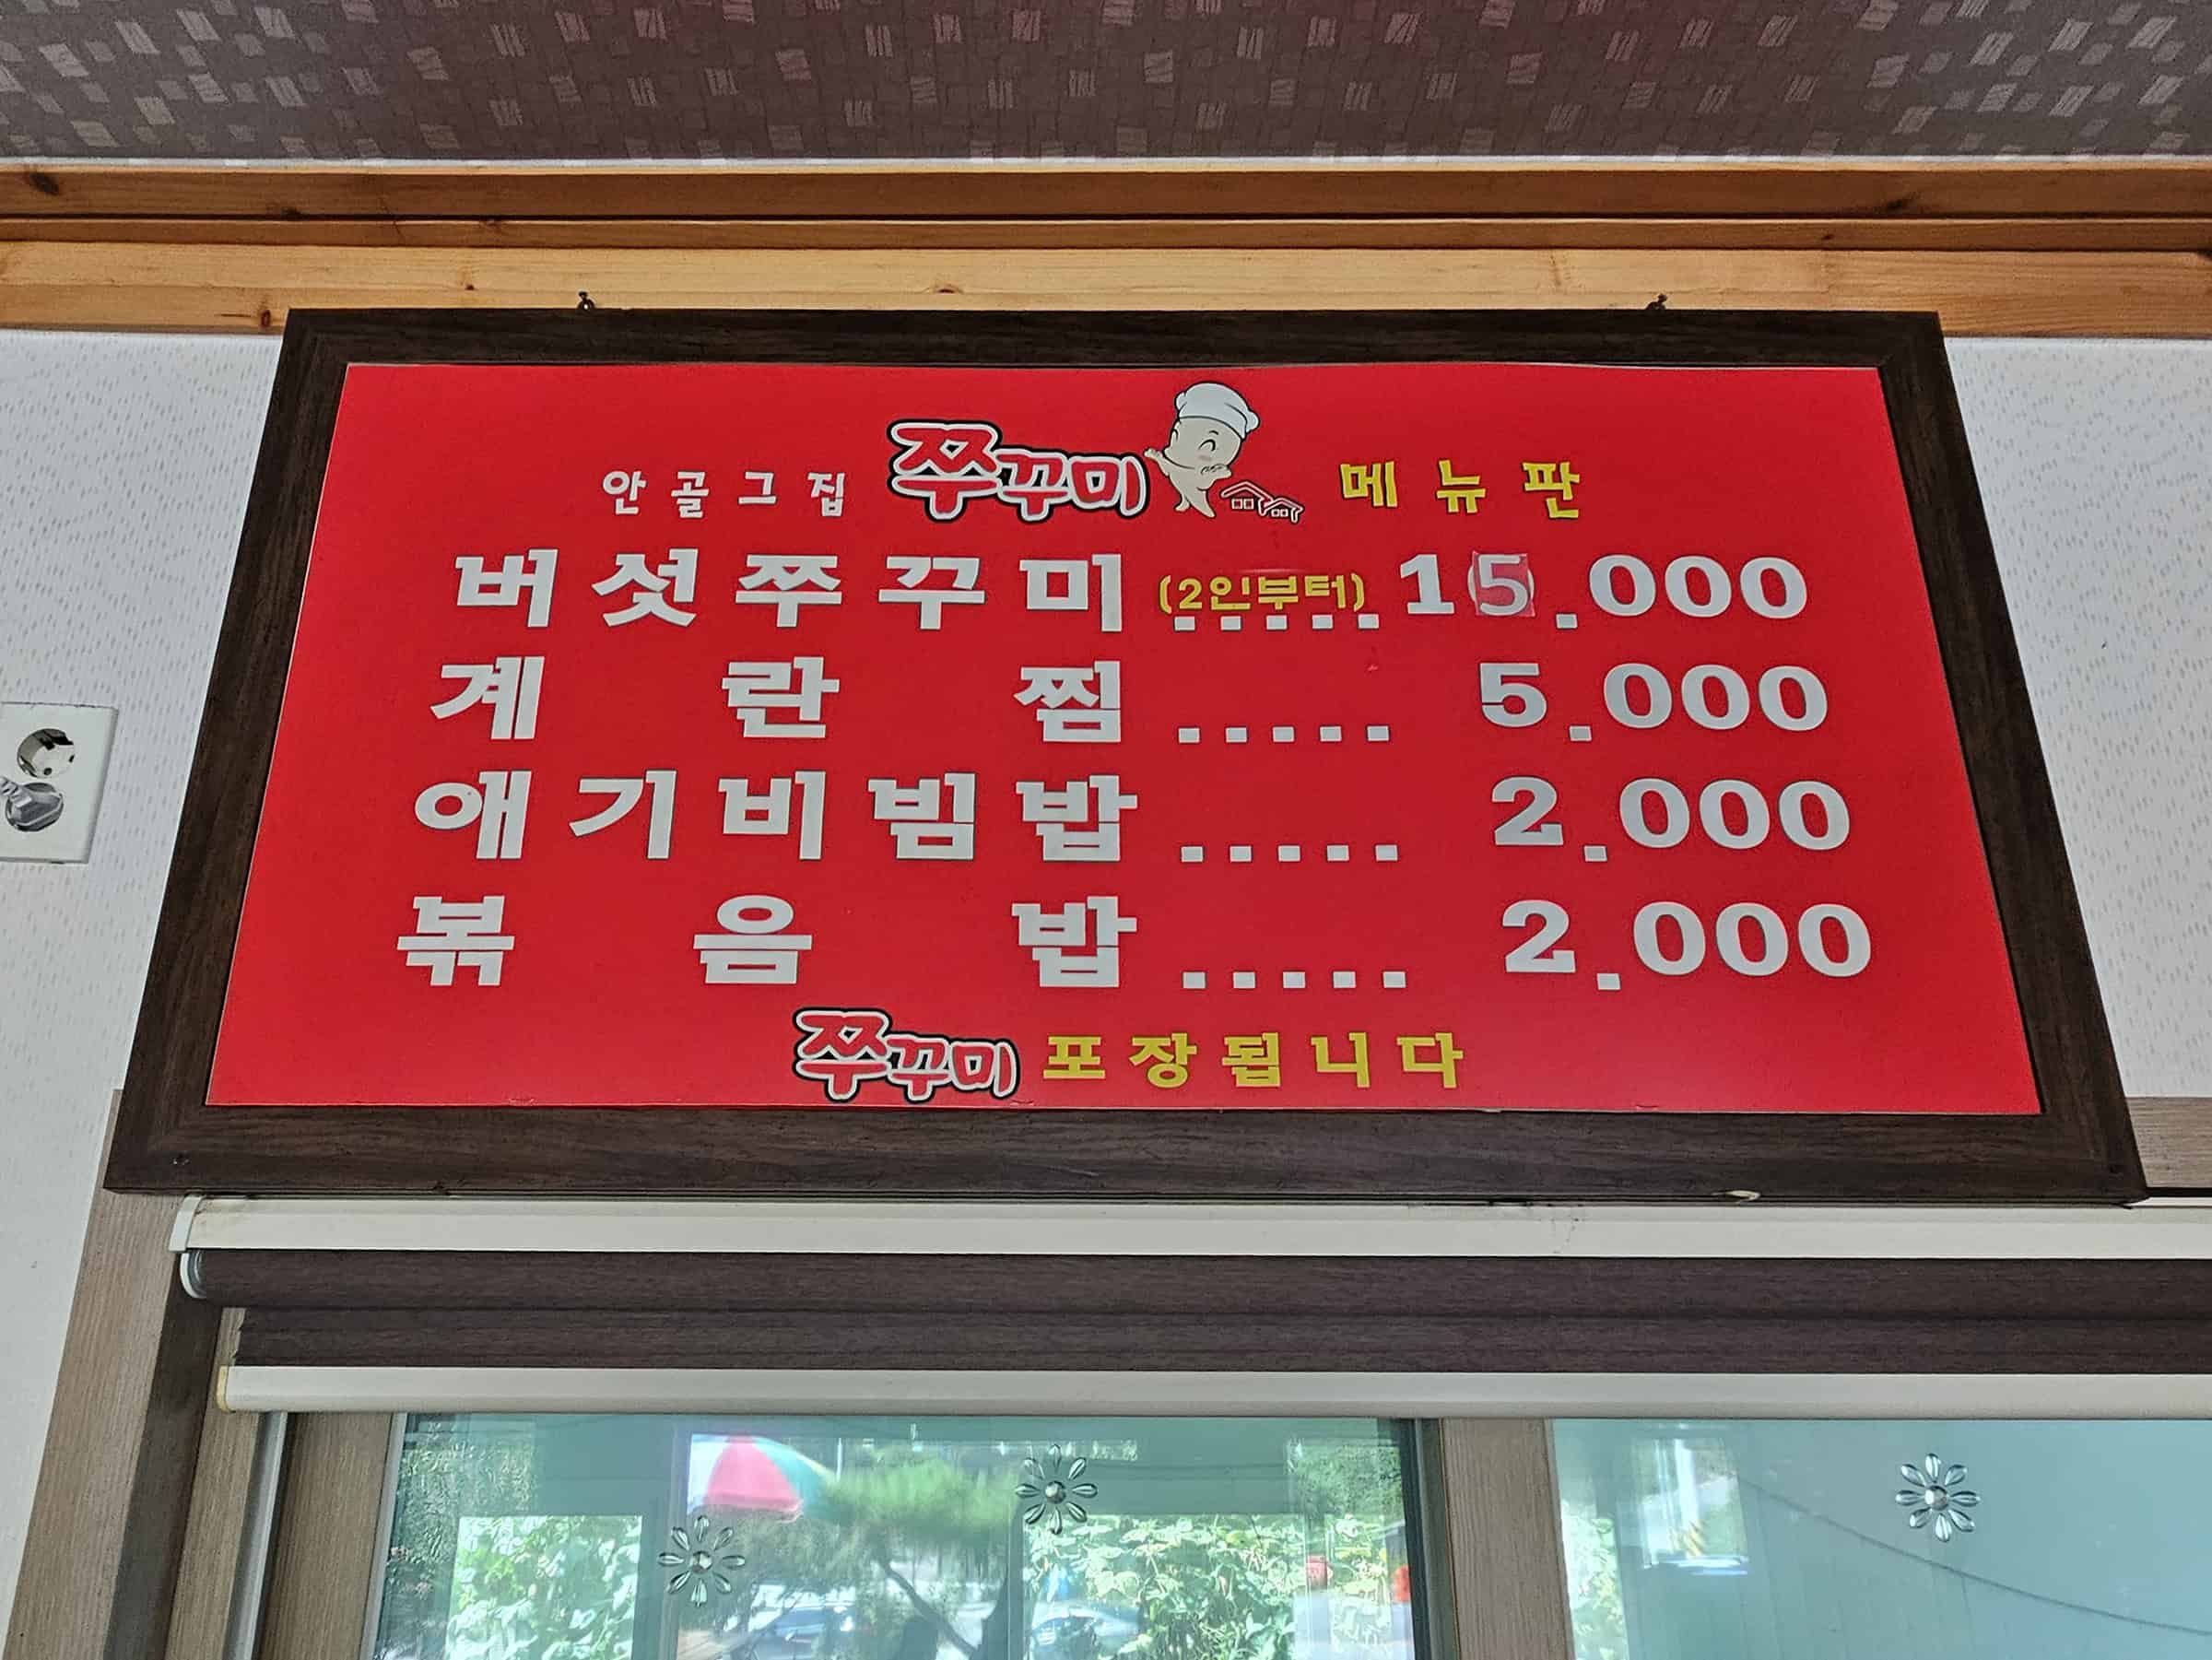 안골그집 쭈꾸미 메뉴판
버섯쭈꾸미 (2인부터)..... 15.000
계란찜 ..... 5.000
애기비빔밥 ..... 2.000
볶음밥 ..... 2.000
쭈꾸미 포장됩니다